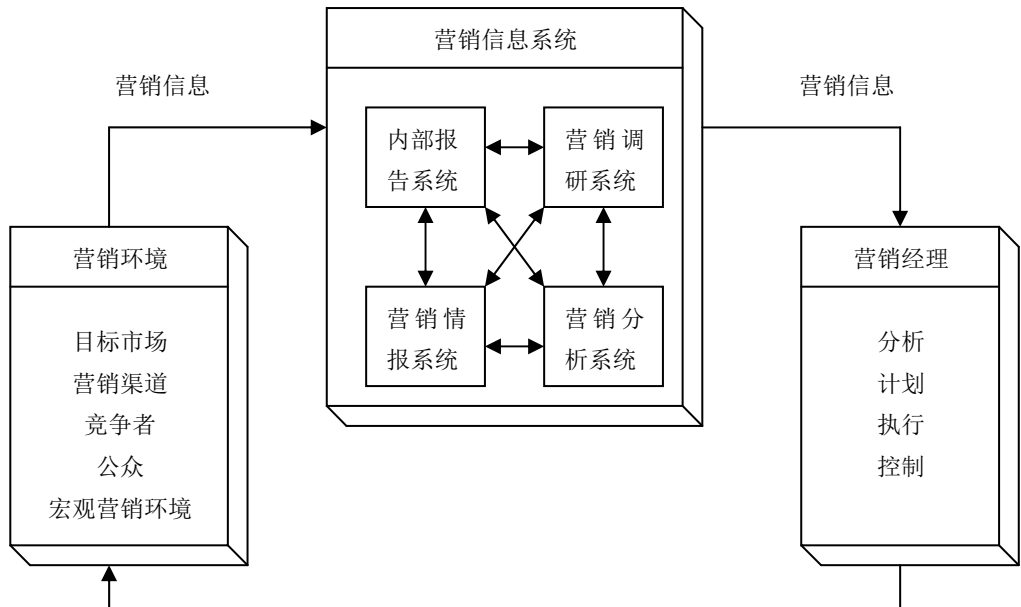 营销信息系统
营销信息
营销信息
内部报
告系统
营销调
研系统
营销情
报系统
营销分
析系统
营销环境
目标市场
营销渠道
竞争者
公众
宏观营销环境
营销经理
分析
计划
执行
控制